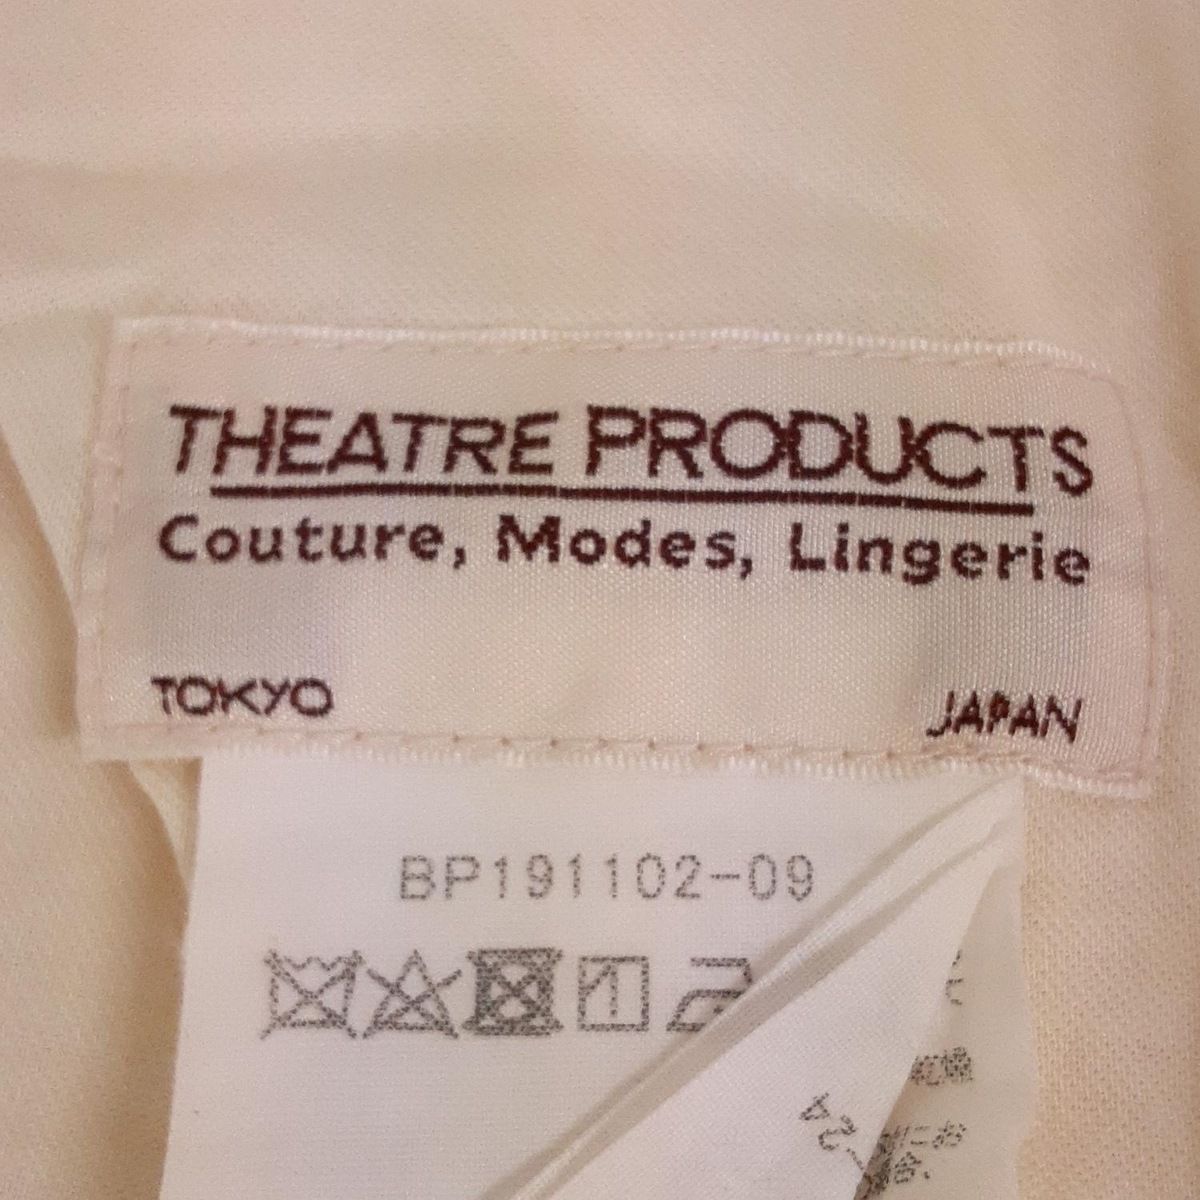 THEATRE PRODUCTS
Couture, Modes, Lingerie
TOKYO JAPAN
BP191102-09